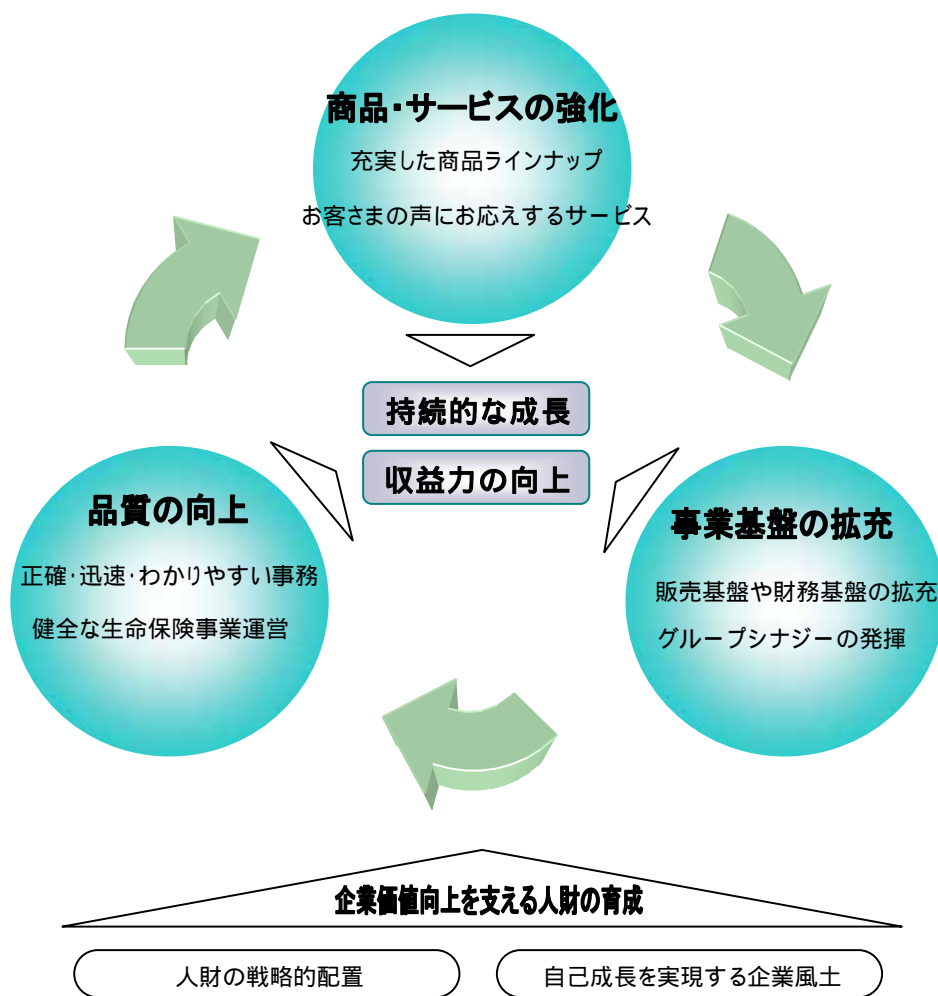 商品・サービスの強化
充実した商品ラインナップ
お客さまの声にお応えするサービス
持続的な成長
収益力の向上
品質の向上
正確・迅速・わかりやすい事務
健全な生命保険事業運営
事業基盤の拡充
販売基盤や財務基盤の拡充
グループシナジーの発揮
企業価値向上を支える人財の育成
人財の戦略的配置
自己成長を実現する企業風土